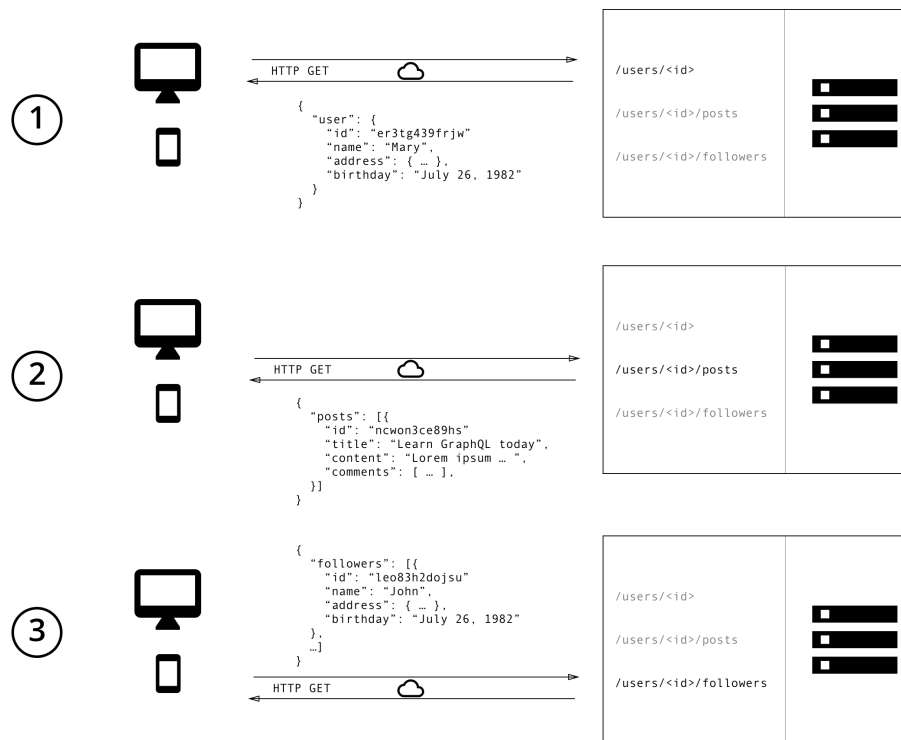 1
HTTP GET
{
“user”: {
“id”: “er3tg439frjw”
“name”: “Mary”,
“address”: { … },
“birthday”: “July 26, 1982”
}
}
/users/<id>
/users/<id>/posts
/users/<id>/followers
2
HTTP GET
{
“posts”: [{
“id”: “ncwon3ce89hs”
“title”: “Learn GraphQL today”,
“content”: “Lorem ipsum … ”,
“comments”: [ … ],
}]
}
/users/<id>
/users/<id>/posts
/users/<id>/followers
3
{
“followers”: [{
“id”: “leo83h2dojsu”
“name”: “John”,
“address”: { … },
“birthday”: “July 26, 1982”
},
…]
}
HTTP GET
/users/<id>
/users/<id>/posts
/users/<id>/followers